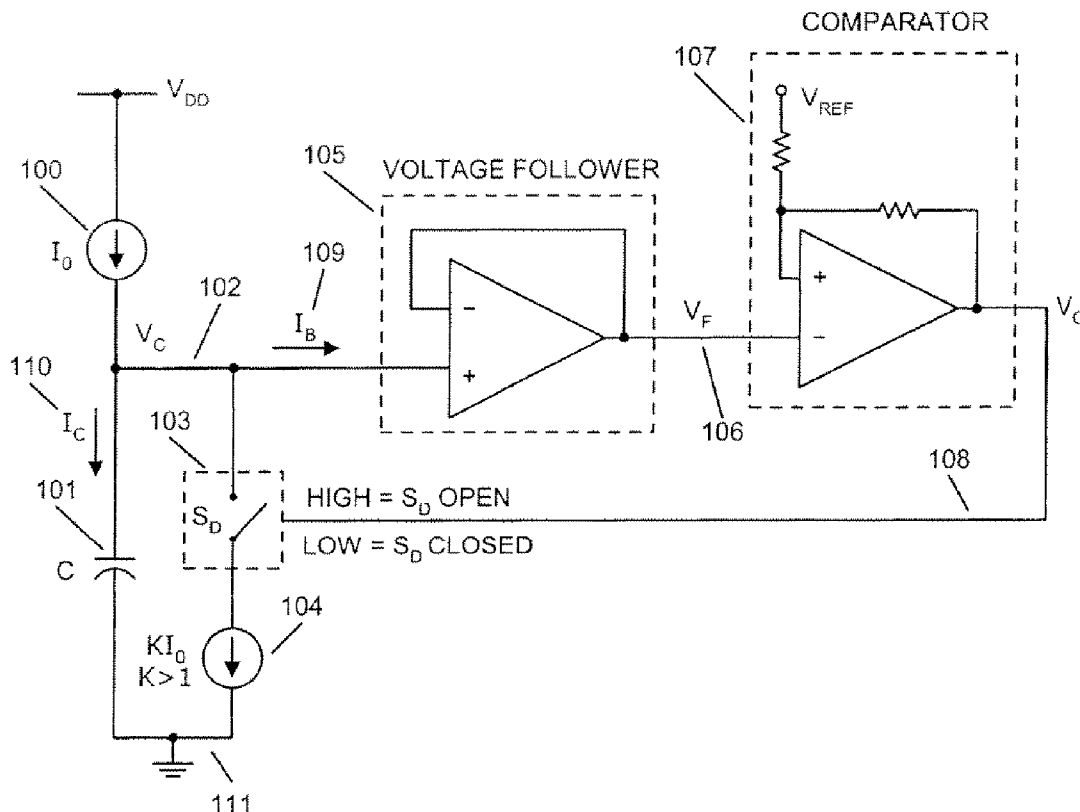 COMPARATOR
107
V_DD
V_REF
100
105
VOLTAGE FOLLOWER
I_0
109
102
I_B
+
−
V_C
V_F
V_O
−
+
110
I_C
103
106
101
108
S_D
HIGH = S_D OPEN
LOW = S_D CLOSED
C
104
KI_0
K>1
111